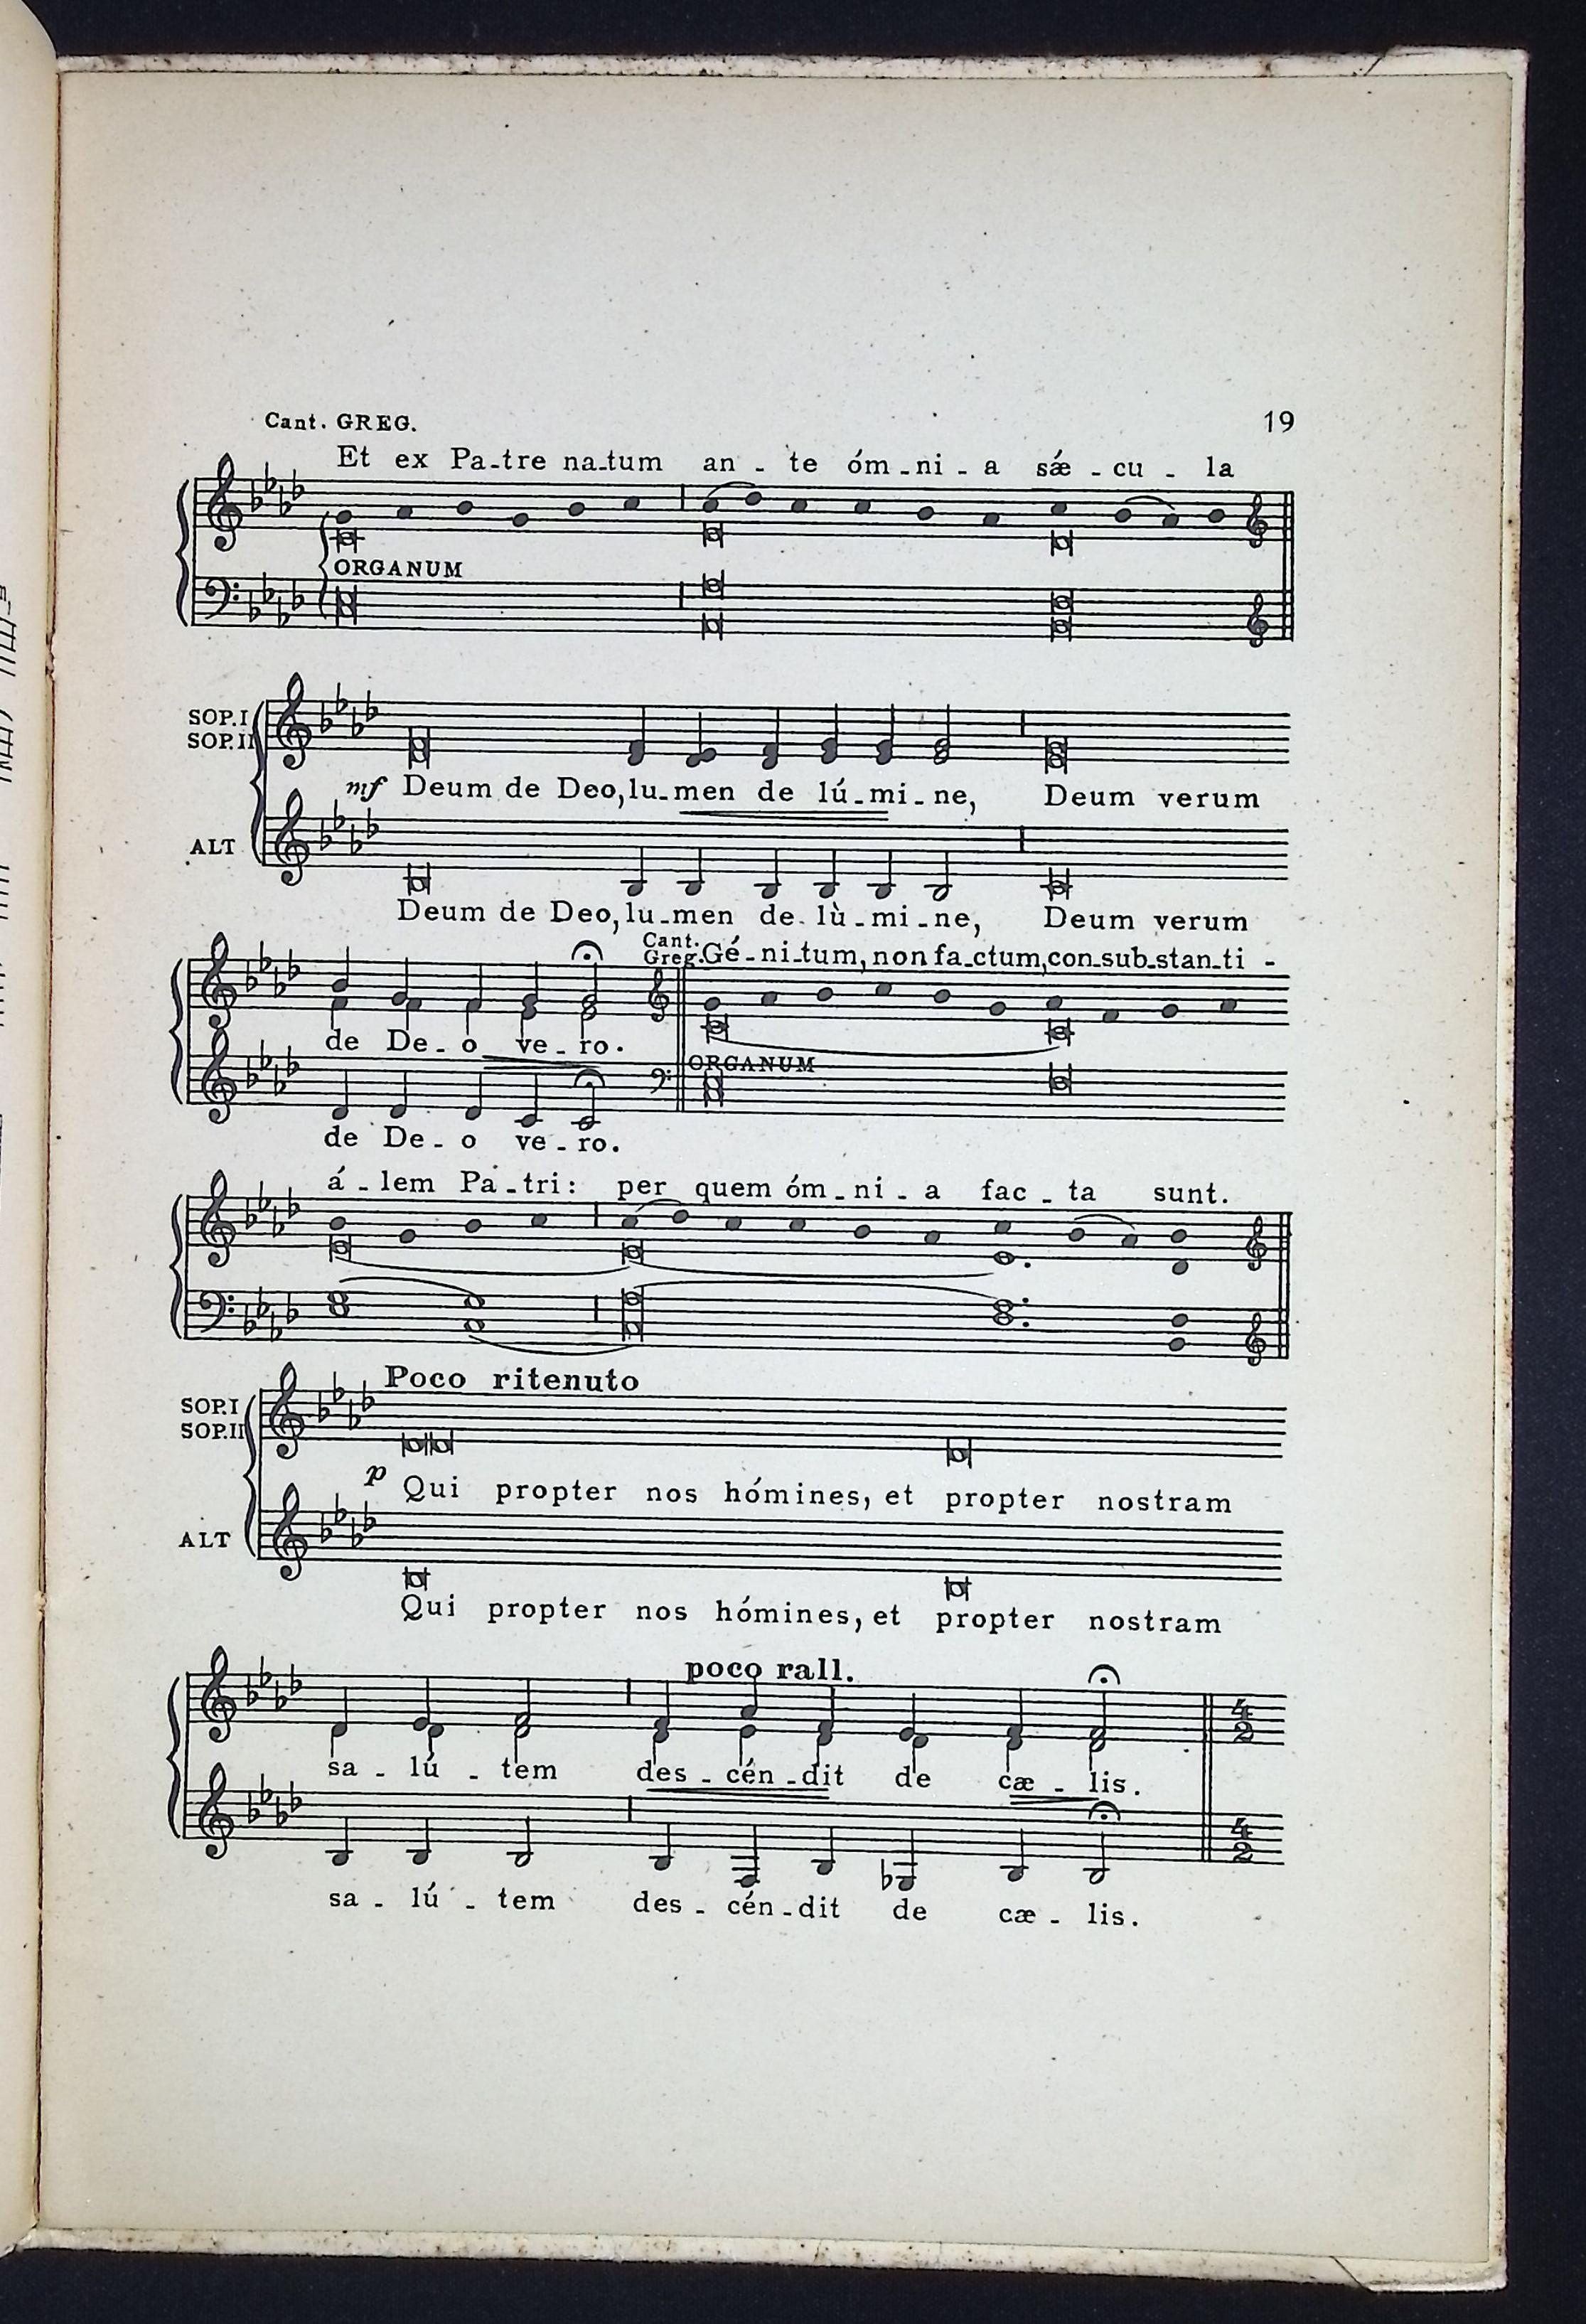 Cant. GREG.
19
Et ex Pa-tre na-tum an - te óm-ni - a sǽ - cu - la
ORGANUM
SOP. I
SOP. II
mf Deum de Deo, lu-men de lú-mi-ne, Deum verum
ALT
Deum de Deo, lu-men de lù-mi-ne, Deum verum
Cant.
Greg. Gé-ni-tum, non fa-ctum, con-sub-stan-ti -
de De-o ve-ro.
ORGANUM
de De-o ve-ro.
á-lem Pa-tri: per quem óm-ni-a fac-ta sunt.
Poco ritenuto
SOP. I
SOP. II
p Qui propter nos hómines, et propter nostram
ALT
Qui propter nos hómines, et propter nostram
poco rall.
4
2
sa - lú - tem des - cén - dit de cæ - lis.
4
2
sa - lú - tem des - cén - dit de cæ - lis.